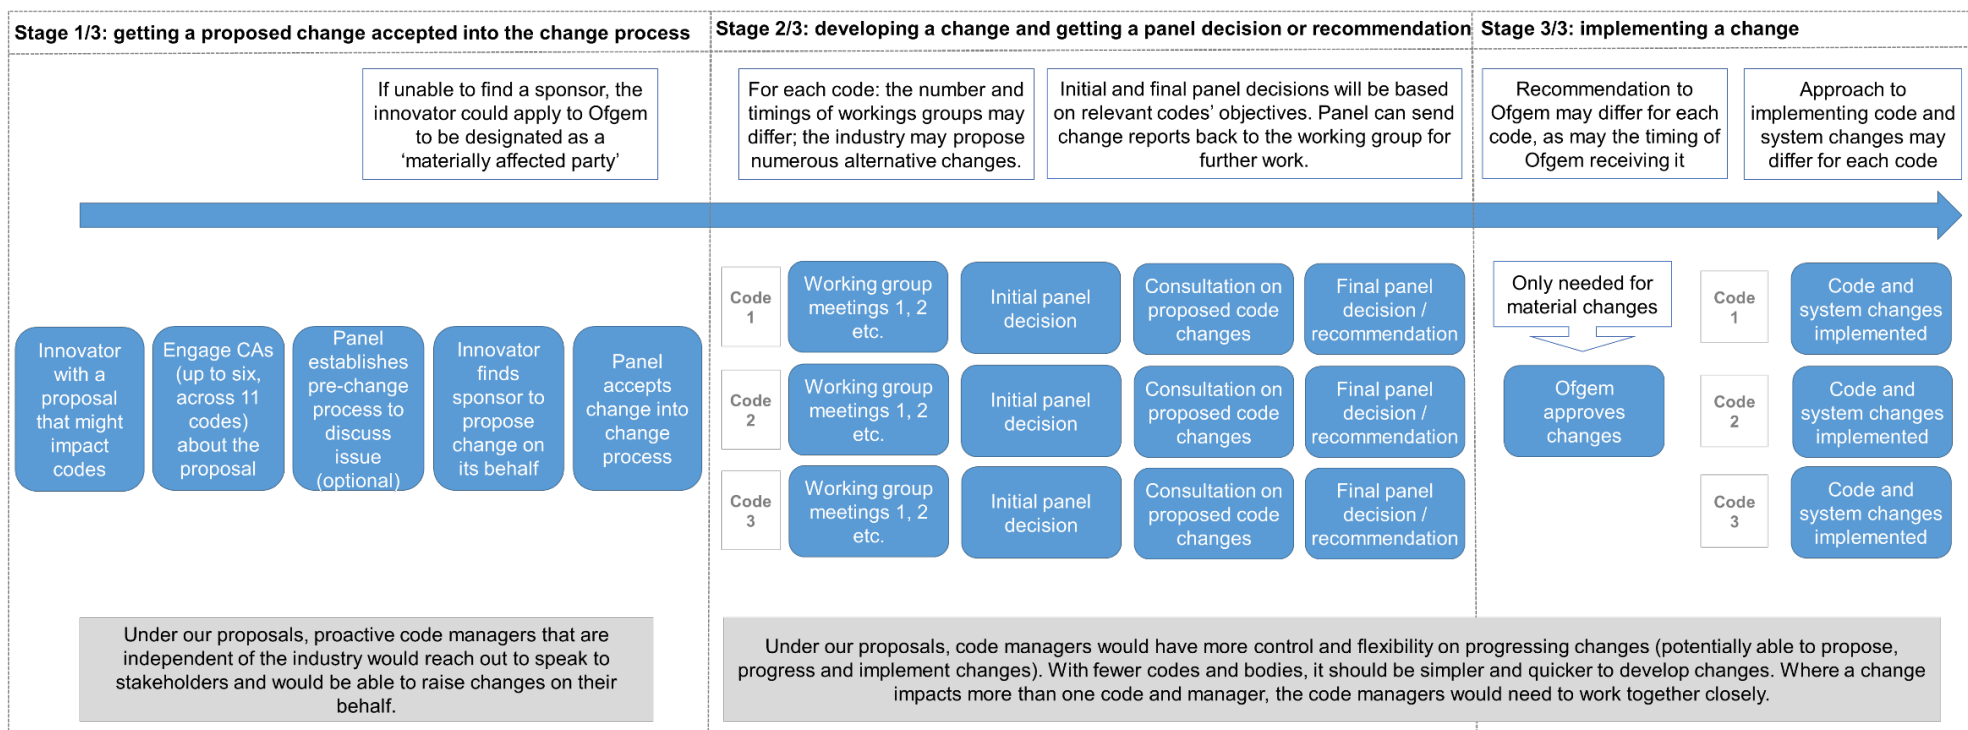 Stage 1/3: getting a proposed change accepted into the change process
Stage 2/3: developing a change and getting a panel decision or recommendation
Stage 3/3: implementing a change
If unable to find a sponsor, the
innovator could apply to Ofgem
to be designated as a
‘materially affected party’
For each code: the number and
timings of workings groups may
differ; the industry may propose
numerous alternative changes.
Initial and final panel decisions will be based
on relevant codes’ objectives. Panel can send
change reports back to the working group for
further work.
Recommendation to
Ofgem may differ for each
code, as may the timing of
Ofgem receiving it
Approach to
implementing code and
system changes may
differ for each code
Innovator
with a
proposal
that might
impact
codes
Engage CAs
(up to six,
across 11
codes)
about the
proposal
Panel
establishes
pre-change
process to
discuss
issue
(optional)
Innovator
finds
sponsor to
propose
change on
its behalf
Panel
accepts
change into
change
process
Code
1
Working group
meetings 1, 2
etc.
Initial panel
decision
Consultation on
proposed code
changes
Final panel
decision /
recommendation
Code
2
Working group
meetings 1, 2
etc.
Initial panel
decision
Consultation on
proposed code
changes
Final panel
decision /
recommendation
Code
3
Working group
meetings 1, 2
etc.
Initial panel
decision
Consultation on
proposed code
changes
Final panel
decision /
recommendation
Only needed for
material changes
Ofgem
approves
changes
Code
1
Code and
system changes
implemented
Code
2
Code and
system changes
implemented
Code
3
Code and
system changes
implemented
Under our proposals, proactive code managers that are
independent of the industry would reach out to speak to
stakeholders and would be able to raise changes on their
behalf.
Under our proposals, code managers would have more control and flexibility on progressing changes (potentially able to propose,
progress and implement changes). With fewer codes and bodies, it should be simpler and quicker to develop changes. Where a change
impacts more than one code and manager, the code managers would need to work together closely.